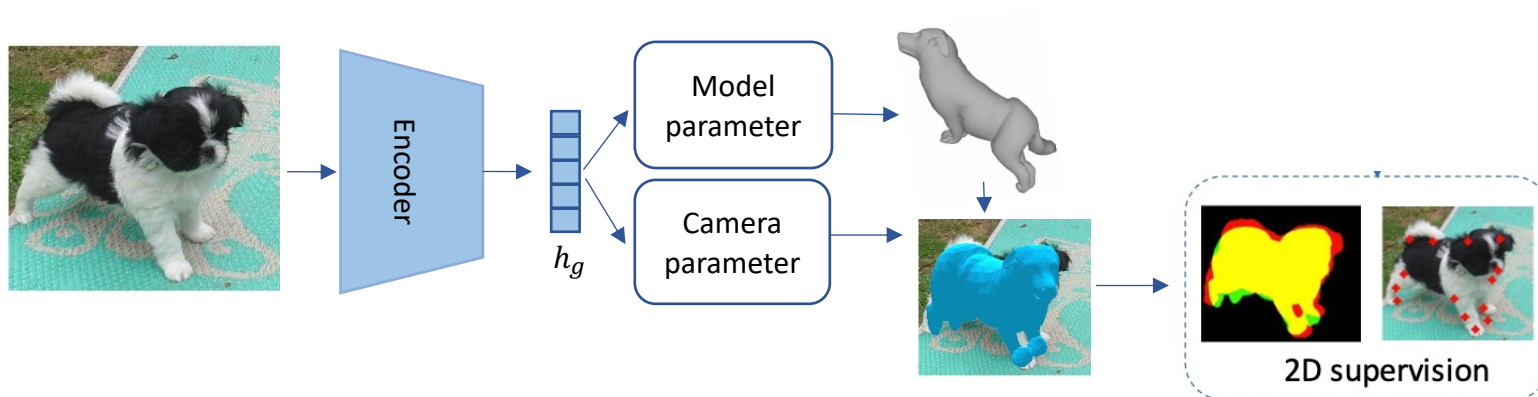 Encoder
h_g
Model
parameter
Camera
parameter
2D supervision